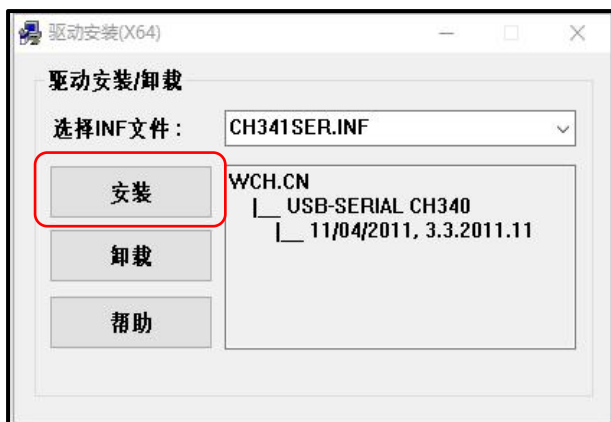 驱动安装(X64)
驱动安装/卸载
选择INF文件： CH341SER.INF
安装
卸载
帮助
WCH.CN
|__ USB-SERIAL CH340
|__ 11/04/2011, 3.3.2011.11